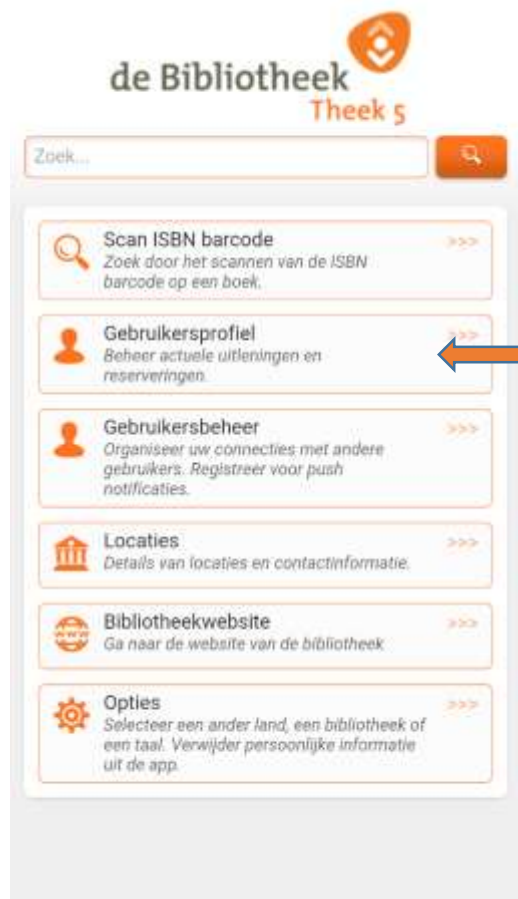 de Bibliotheek
Theek 5
Zoek...
Scan ISBN barcode >>>
Zoek door het scannen van de ISBN
barcode op een boek.
Gebruikersprofiel >>>
Beheer actuele uitleningen en
reserveringen.
Gebruikersbeheer >>>
Organiseer uw connecties met andere
gebruikers. Registreer voor push
notificaties.
Locaties >>>
Details van locaties en contactinformatie.
Bibliotheekwebsite >>>
www
Ga naar de website van de bibliotheek
Opties >>>
Selecteer een ander land, een bibliotheek of
een taal. Verwijder persoonlijke informatie
uit de app.